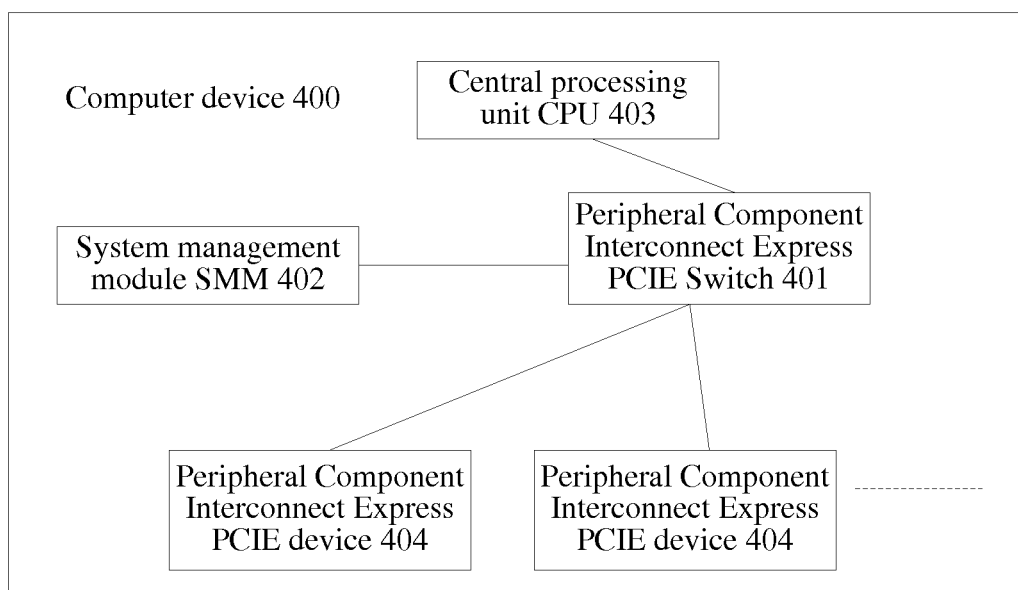 Computer device 400
Central processing
unit CPU 403
System management
module SMM 402
Peripheral Component
Interconnect Express
PCIE Switch 401
Peripheral Component
Interconnect Express
PCIE device 404
Peripheral Component
Interconnect Express
PCIE device 404